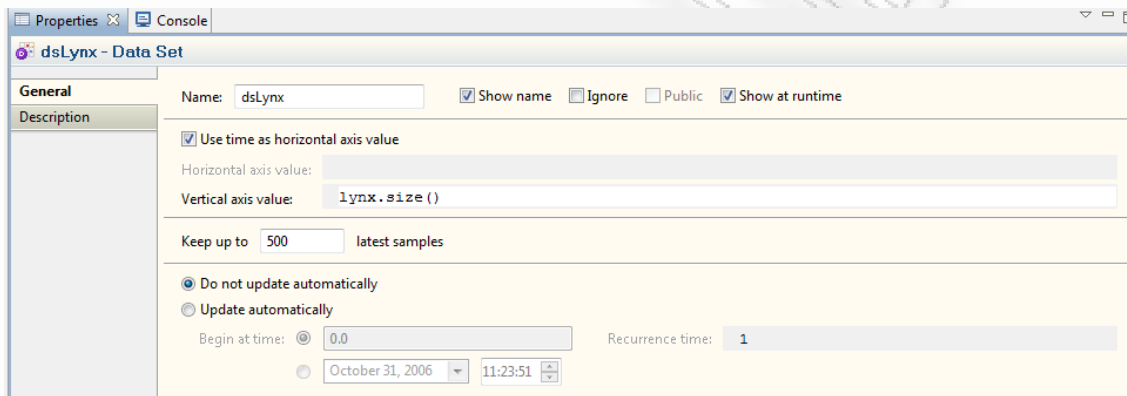 Properties Console
dsLynx - Data Set
General
Description
Name: dsLynx Show name Ignore Public Show at runtime
Use time as horizontal axis value
Horizontal axis value:
Vertical axis value: lynx.size()
Keep up to 500 latest samples
Do not update automatically
Update automatically
Begin at time: 0.0 Recurrence time: 1
October 31, 2006 11:23:51